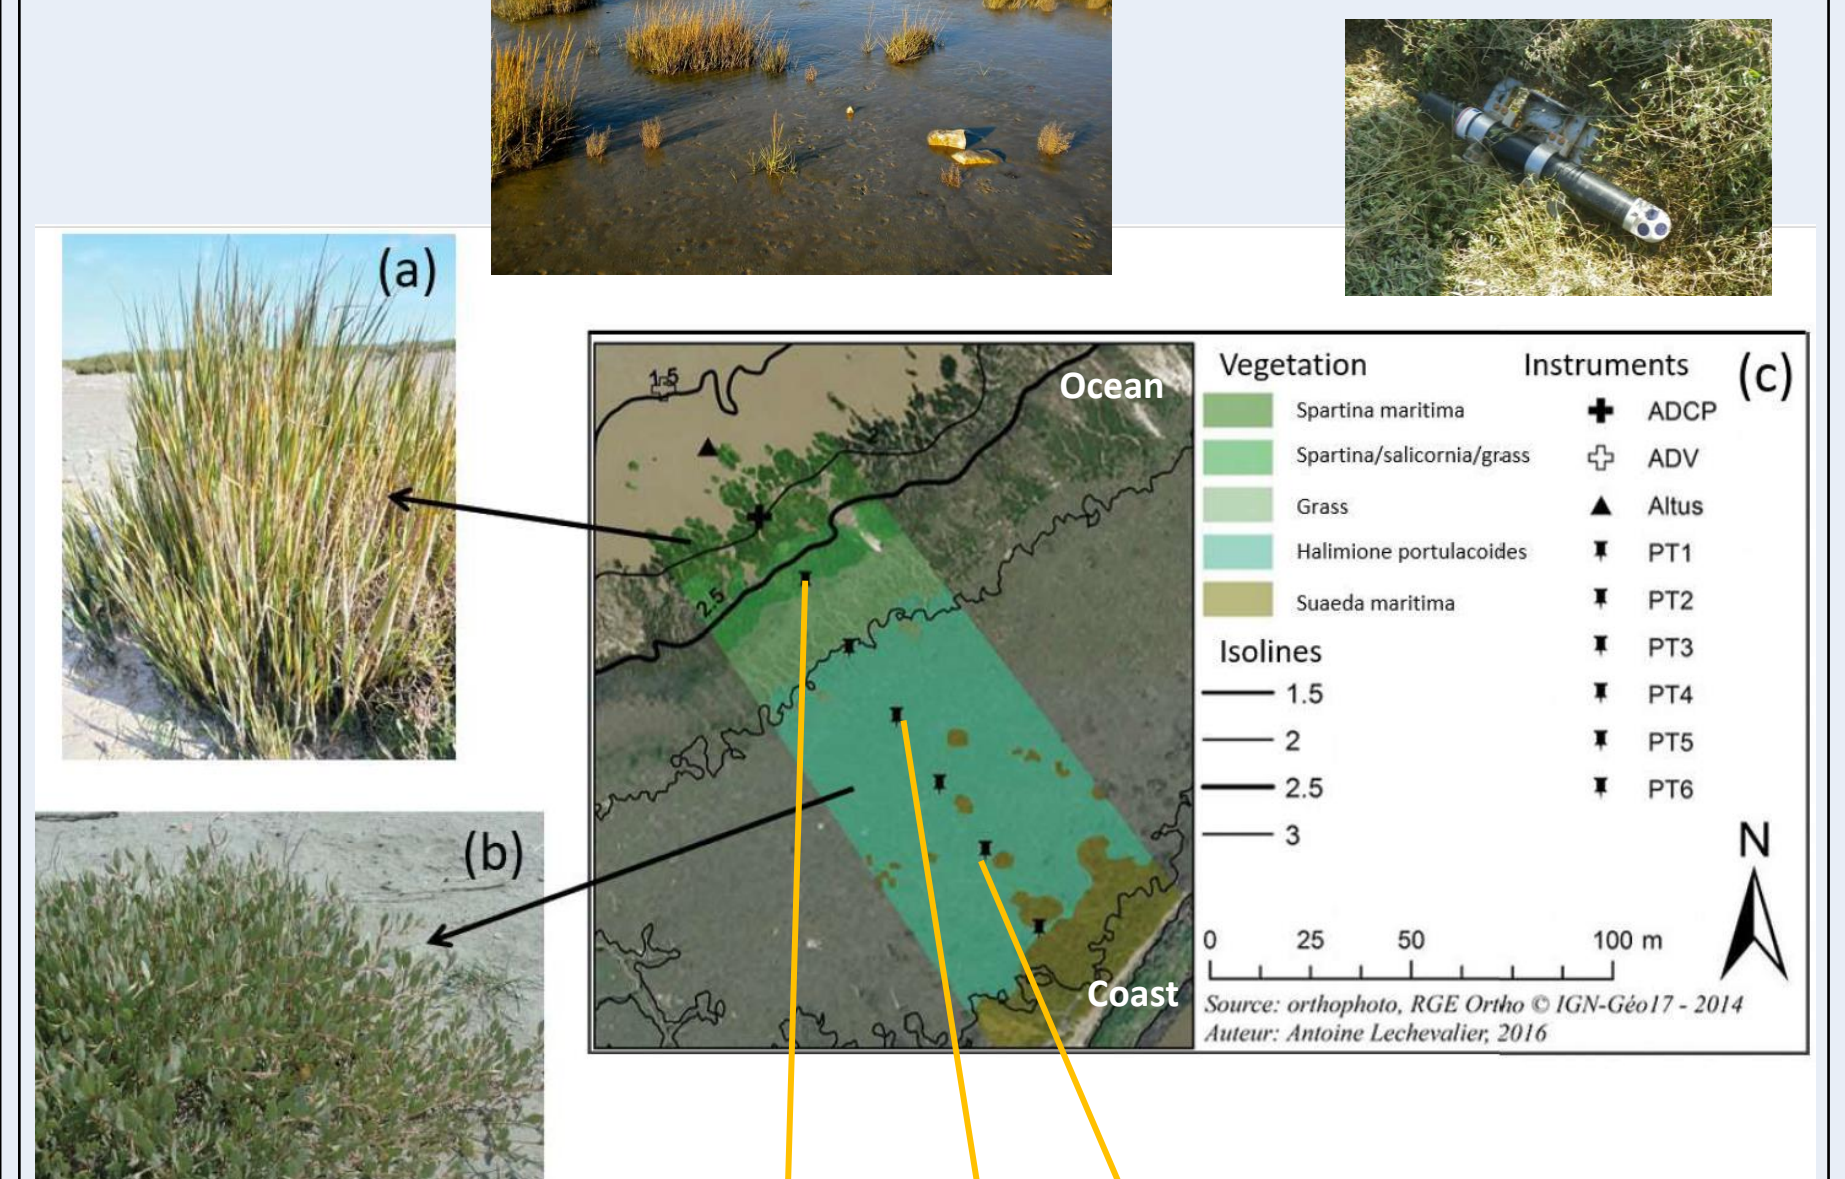 (a)
(b)
(c)
1.5
Ocean
2
2.5
Coast
Vegetation
Spartina maritima
Spartina/salicornia/grass
Grass
Halimione portulacoides
Suaeda maritima
Isolines
1.5
2
2.5
3
Instruments
ADCP
ADV
Altus
PT1
PT2
PT3
PT4
PT5
PT6
N
0 25 50 100 m
Source: orthophoto, RGE Ortho © IGN-Géo17 - 2014
Auteur: Antoine Lechevalier, 2016